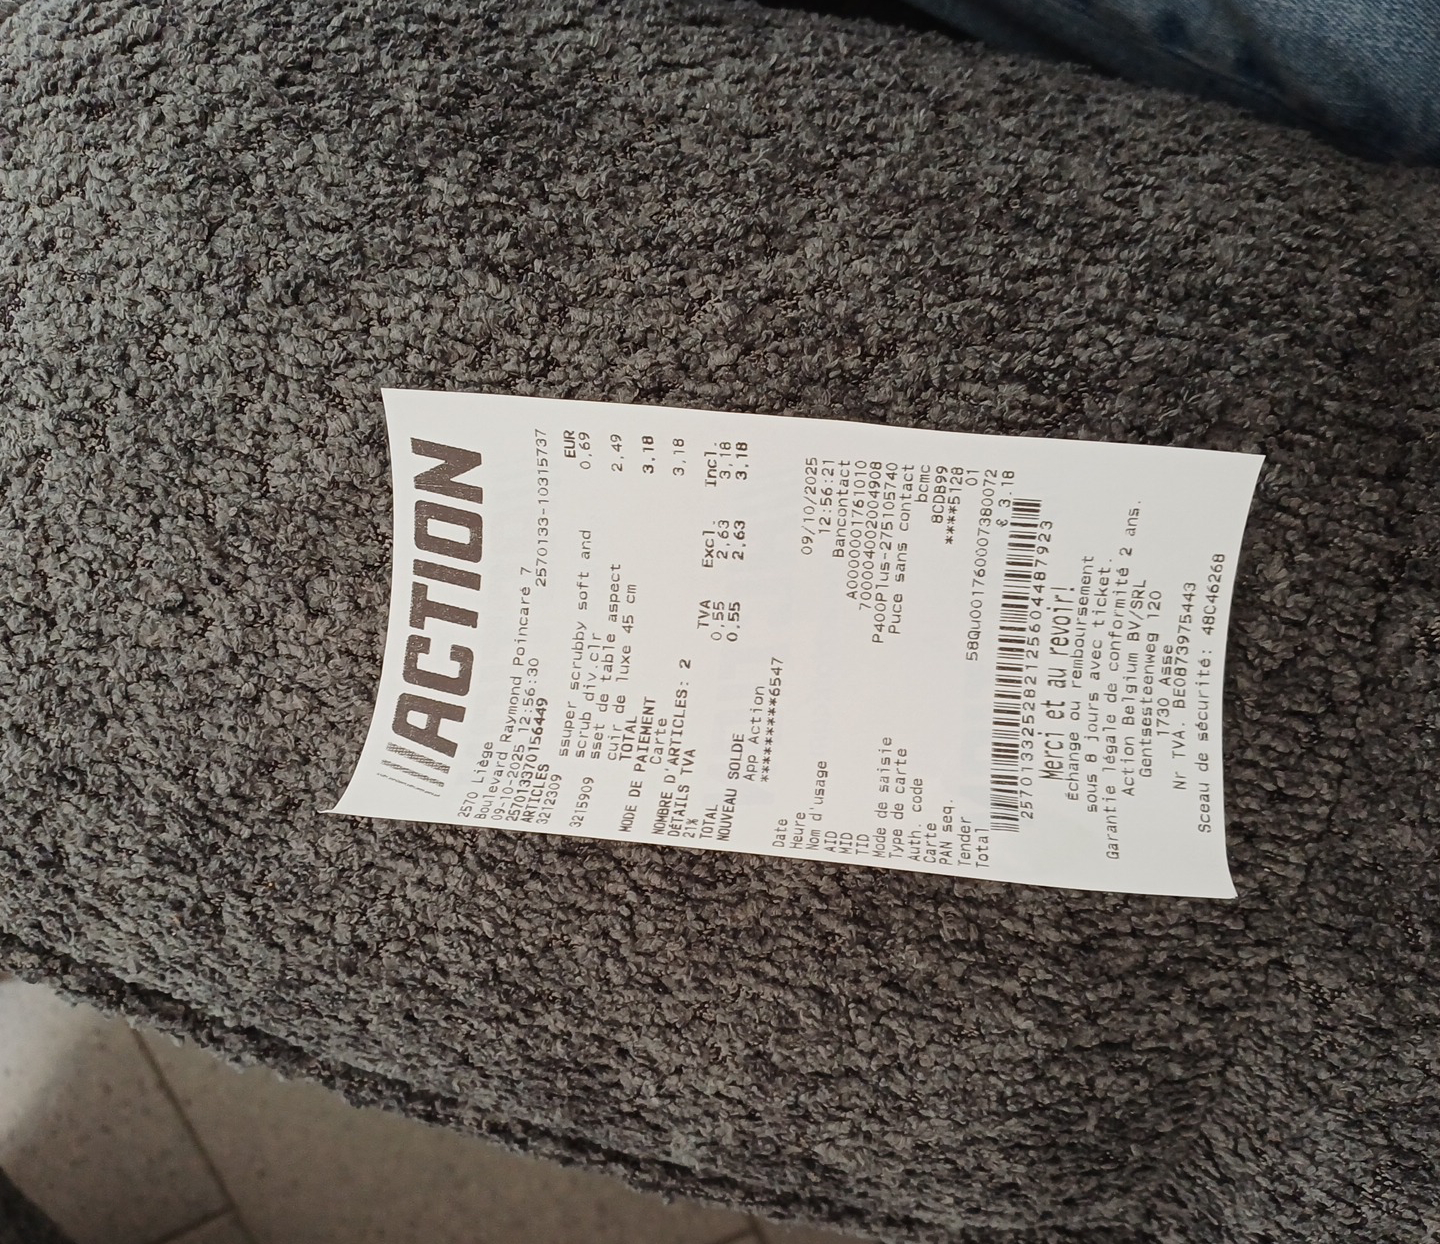 ACTION
2570 Liège
Boulevard Raymond Poincaré 7
09-10-2025 12:56:30 2570133-10315737
2570133370156449
ARTICLES EUR
3212309 ssuper scrubby soft and 0,69
scrub div.clr
3215909 sset de table aspect 2,49
cuir de luxe 45 cm
TOTAL 3,18
MODE DE PAIEMENT
Carte 3,18
NOMBRE D'ARTICLES: 2
DÉTAILS TVA TVA Excl. Incl.
21% 0,55 2,63 3,18
TOTAL 0,55 2,63 3,18
NOUVEAU SOLDE
App Action
*********6547
Date 09/10/2025
Heure 12:56:21
Nom d'usage Bancontact
AID A0000001761010
MID 700004002004908
TID P400Plus-275105740
Mode de saisie Puce sans contact
Type de carte bcmc
Auth. code 8CDB99
Carte ****5128
PAN seq. 01
Tender 58QU0017600007380072
Total € 3.18
2570133252821256044487923
Merci et au revoir!
Échange ou remboursement
sous 8 jours avec ticket.
Garantie légale de conformité 2 ans.
Action Belgium BV/SRL
Gentsesteenweg 120
1730 Asse
Nr TVA. BE0873975443
Sceau de sécurité: 48C46268